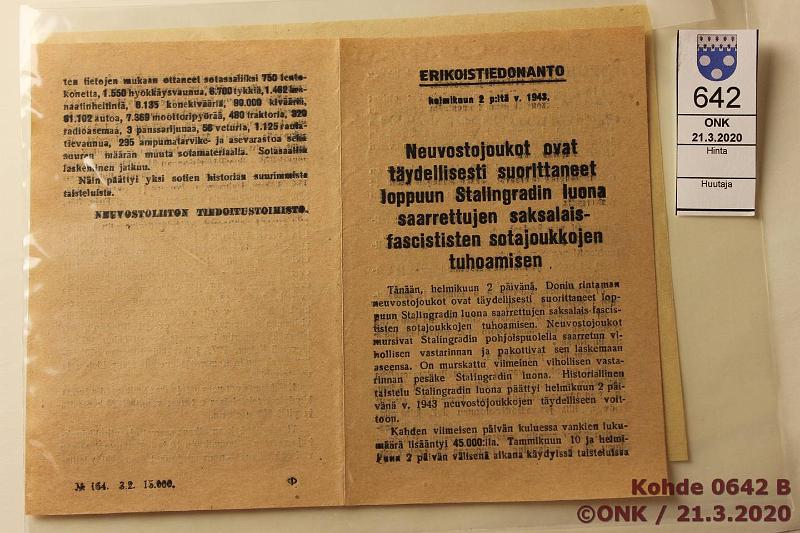 ten tietojen mukaan ottaneet sotasaaliiksi 750 lento-
konetta, 1.550 hyökkäysvaunua, 6.700 tykkiä, 1.462 kra-
naatinheitintä, 8.135 konekivääriä, 90.000 kivääriä,
61.102 autoa, 7.369 moottoripyörää, 480 traktoria, 320
radioasemaa, 3 panssarijunaa, 56 veturia, 1.125 rauta-
tievaunua, 235 ampumatarvike- ja asevarastoa sekä
suuren määrän muuta sotamateriaalia. Sotasaaliin
laskeminen jatkuu.
Näin päättyi yksi sotien historian suurimmista
taisteluista.
NEUVOSTOLIITON TIEDOITUSTOIMISTO.
№ 164. 3.2. 15.000.
Ф
ERIKOISTIEDONANTO
helmikuun 2 p:ltä v. 1943.
Neuvostojoukot ovat
täydellisesti suorittaneet
loppuun Stalingradin luona
saarrettujen saksalais-
fascististen sotajoukkojen
tuhoamisen
Tänään, helmikuun 2 päivänä, Donin rintaman
neuvostojoukot ovat täydellisesti suorittaneet lop-
puun Stalingradin luona saarrettujen saksalais-fascis-
tisten sotajoukkojen tuhoamisen. Neuvostojoukot
mursivat Stalingradin pohjoispuolella saarretun vi-
hollisen vastarinnan ja pakottivat sen laskemaan
aseensa. On murskattu viimeinen vihollisen vasta-
rinnan pesäke Stalingradin luona. Historiallinen
taistelu Stalingradin luona päättyi helmikuun 2 päi-
vänä v. 1943 neuvostojoukkojen täydelliseen voit-
toon.
Kahden viimeisen päivän kuluessa vankien luku-
määrä lisääntyi 45.000:lla. Tammikuun 10 ja helmi-
kuun 2 päivän välisenä aikana käydyissä taisteluissa
642
ONK
21.3.2020
Hinta
Huutaja
Kohde 0642 B
©ONK / 21.3.2020